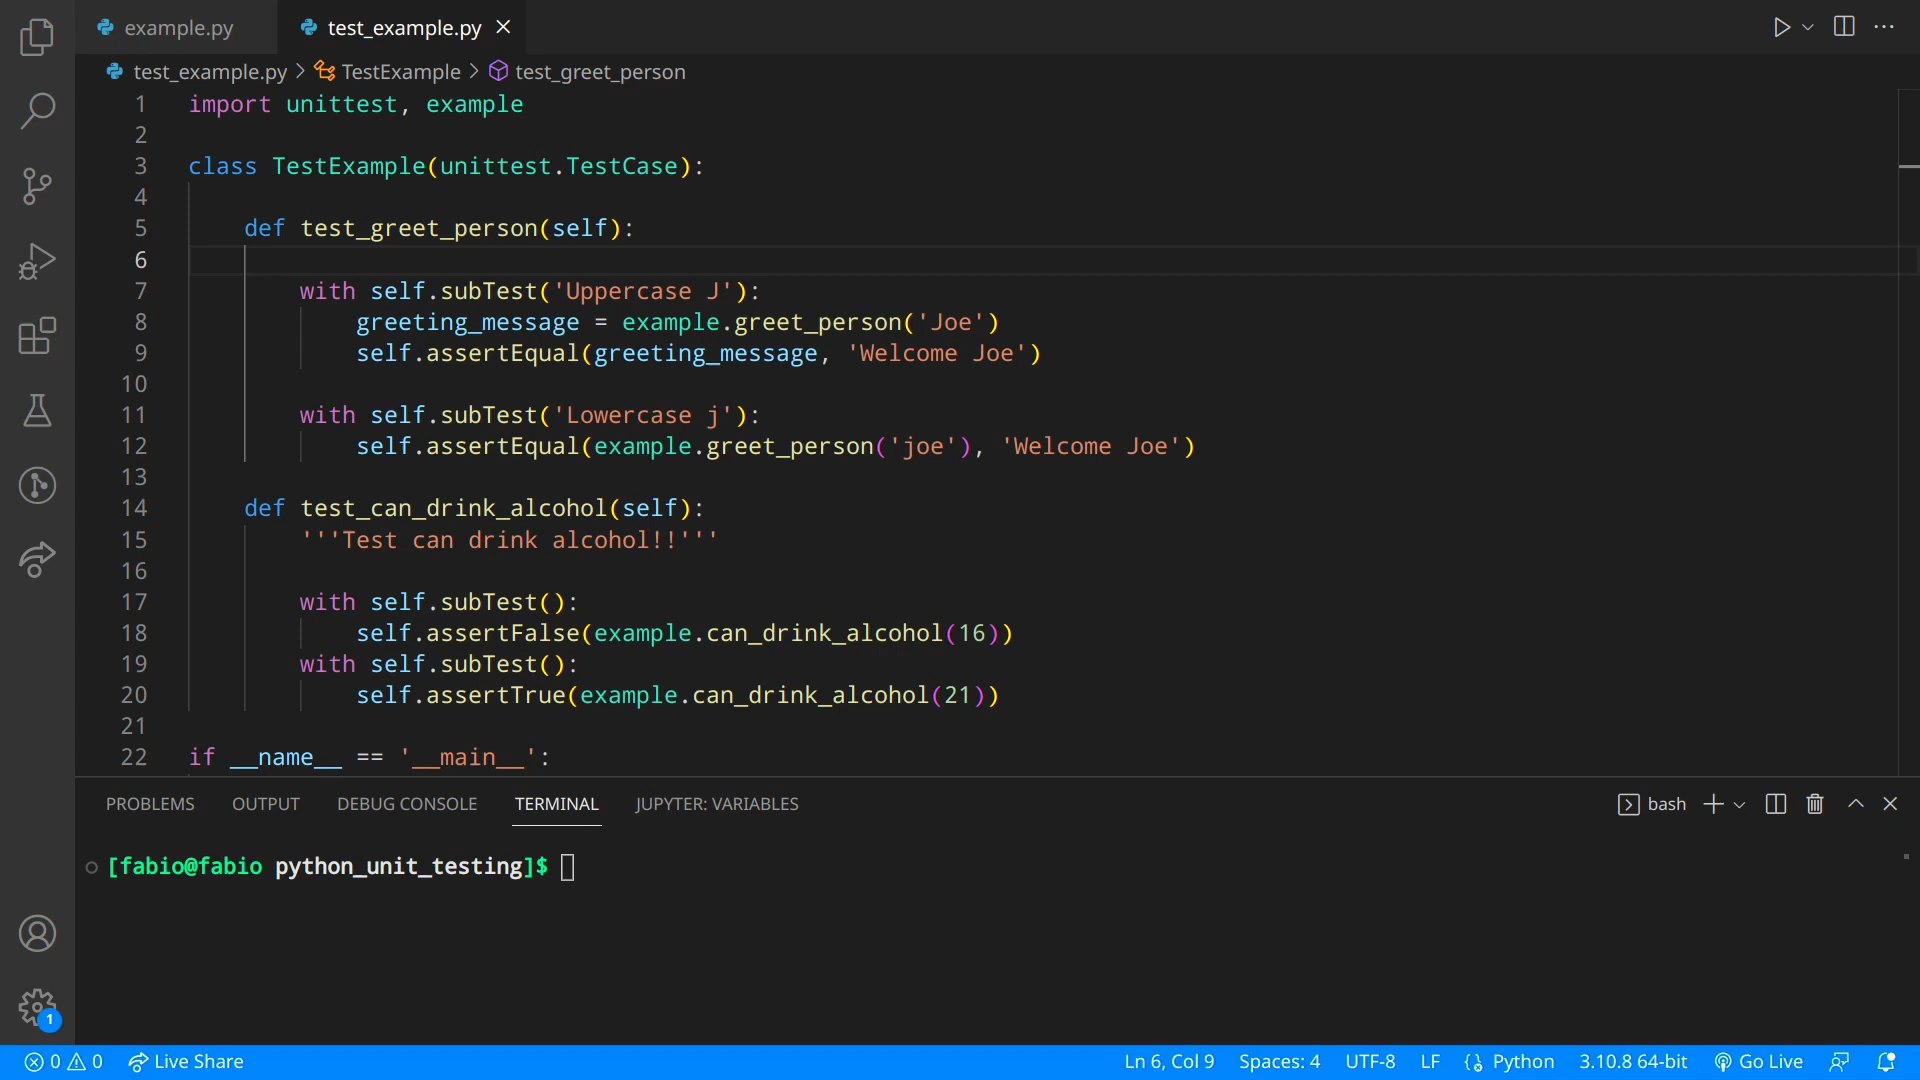 example.py
test_example.py
test_example.py > TestExample > test_greet_person
1 import unittest, example
2
3 class TestExample(unittest.TestCase):
4
5 def test_greet_person(self):
6
7 with self.subTest('Uppercase J'):
8 greeting_message = example.greet_person('Joe')
9 self.assertEqual(greeting_message, 'Welcome Joe')
10
11 with self.subTest('Lowercase j'):
12 self.assertEqual(example.greet_person('joe'), 'Welcome Joe')
13
14 def test_can_drink_alcohol(self):
15 '''Test can drink alcohol!!'''
16
17 with self.subTest():
18 self.assertFalse(example.can_drink_alcohol(16))
19 with self.subTest():
20 self.assertTrue(example.can_drink_alcohol(21))
21
22 if __name__ == '__main__':
PROBLEMS OUTPUT DEBUG CONSOLE TERMINAL JUPYTER: VARIABLES bash
[fabio@fabio python_unit_testing]$
1
0 0 Live Share Ln 6, Col 9 Spaces: 4 UTF-8 LF Python 3.10.8 64-bit Go Live